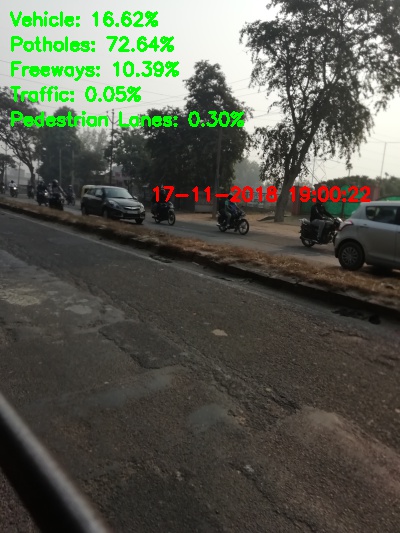 Vehicle: 16.62%
Potholes: 72.64%
Freeways: 10.39%
Traffic: 0.05%
Pedestrian Lanes: 0.30%
17-11-2018 19:00:22